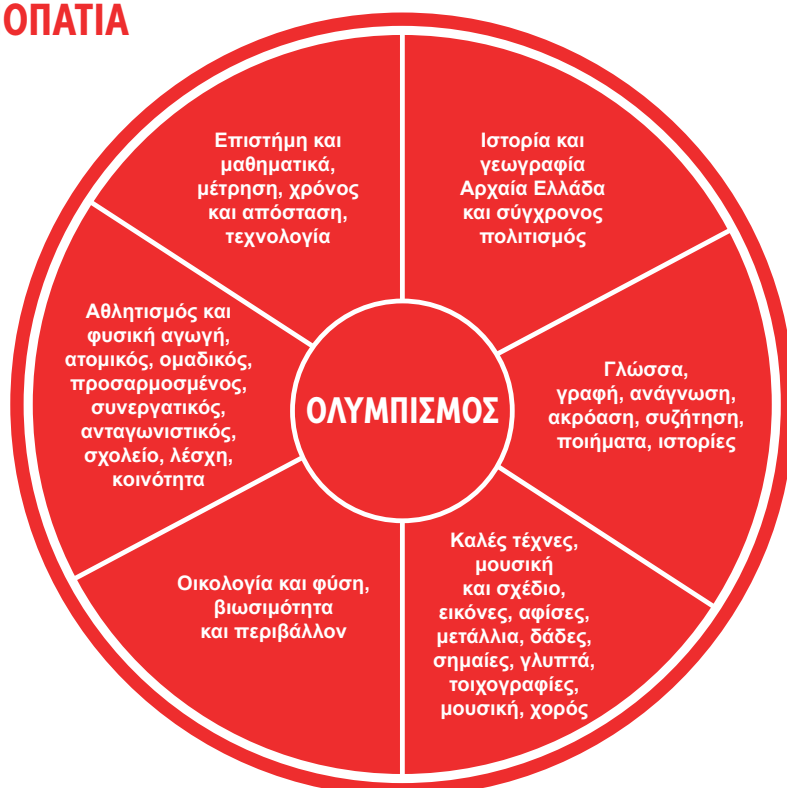 ΟΠΑΤΙΑ
Επιστήμη και
μαθηματικά,
μέτρηση, χρόνος
και απόσταση,
τεχνολογία
Ιστορία και
γεωγραφία
Αρχαία Ελλάδα
και σύγχρονος
πολιτισμός
Αθλητισμός και
φυσική αγωγή,
ατομικός, ομαδικός,
προσαρμοσμένος,
συνεργατικός,
ανταγωνιστικός,
σχολείο, λέσχη,
κοινότητα
ΟΛΥΜΠΙΣΜΟΣ
Γλώσσα,
γραφή, ανάγνωση,
ακρόαση, συζήτηση,
ποιήματα, ιστορίες
Οικολογία και φύση,
βιωσιμότητα
και περιβάλλον
Καλές τέχνες,
μουσική
και σχέδιο,
εικόνες, αφίσες,
μετάλλια, δάδες,
σημαίες, γλυπτά,
τοιχογραφίες,
μουσική, χορός